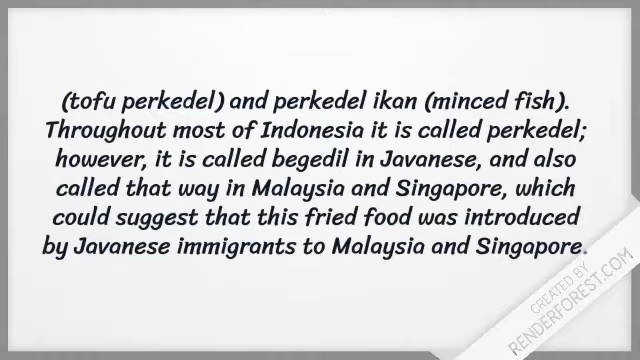 (tofu perkedel) and perkedel ikan (minced fish).
Throughout most of Indonesia it is called perkedel;
however, it is called begedil in Javanese, and also
called that way in Malaysia and Singapore, which
could suggest that this fried food was introduced
by Javanese immigrants to Malaysia and Singapore.
CREATED BY
RENDERFOREST.COM